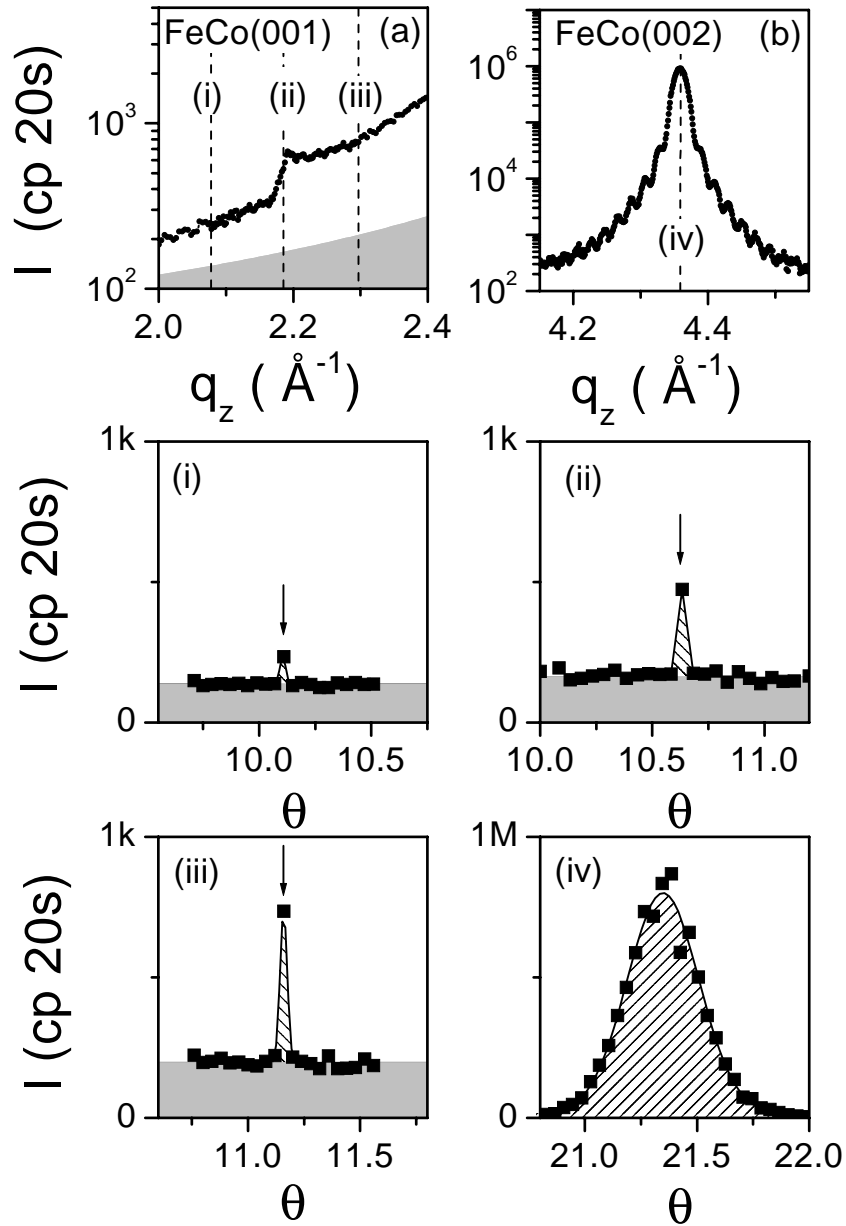 FeCo(001) (a)
(i) (ii) (iii)
10³
10²
I (cp 20s)
2.0 2.2 2.4
q_z ( Å⁻¹)
FeCo(002) (b)
10⁶
10⁴
10²
(iv)
4.2 4.4
q_z ( Å⁻¹)
1k
(i)
0
I (cp 20s)
10.0 10.5
θ
1k
(ii)
0
10.0 10.5 11.0
θ
1k
(iii)
0
I (cp 20s)
11.0 11.5
θ
1M
(iv)
0
21.0 21.5 22.0
θ